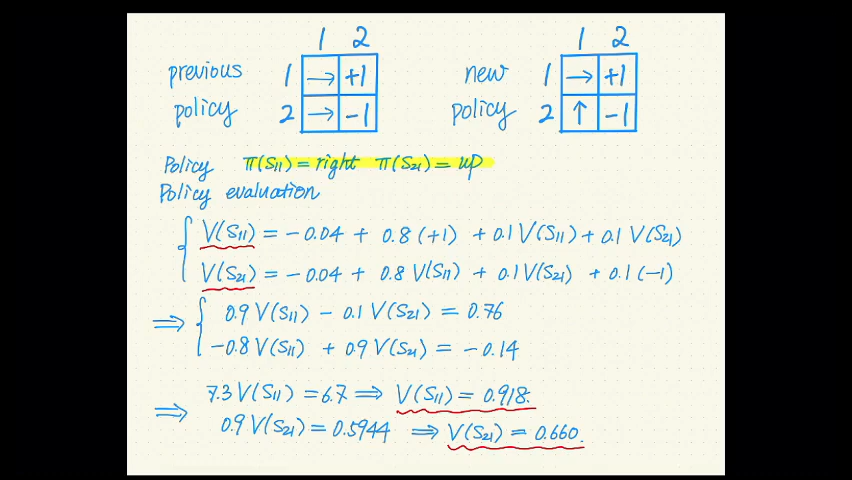 1 2 1 2
previous 1 → +1 new 1 → +1
policy 2 → -1 policy 2 ↑ -1
Policy π(S11) = right π(S21) = up
Policy evaluation
V(S11) = -0.04 + 0.8 (+1) + 0.1 V(S11) + 0.1 V(S21)
V(S21) = -0.04 + 0.8 V(S11) + 0.1 V(S21) + 0.1 (-1)
⇒ 0.9 V(S11) - 0.1 V(S21) = 0.76
-0.8 V(S11) + 0.9 V(S21) = -0.14
⇒ 7.3 V(S11) = 6.7 ⇒ V(S11) = 0.918.
0.9 V(S21) = 0.5944 ⇒ V(S21) = 0.660.